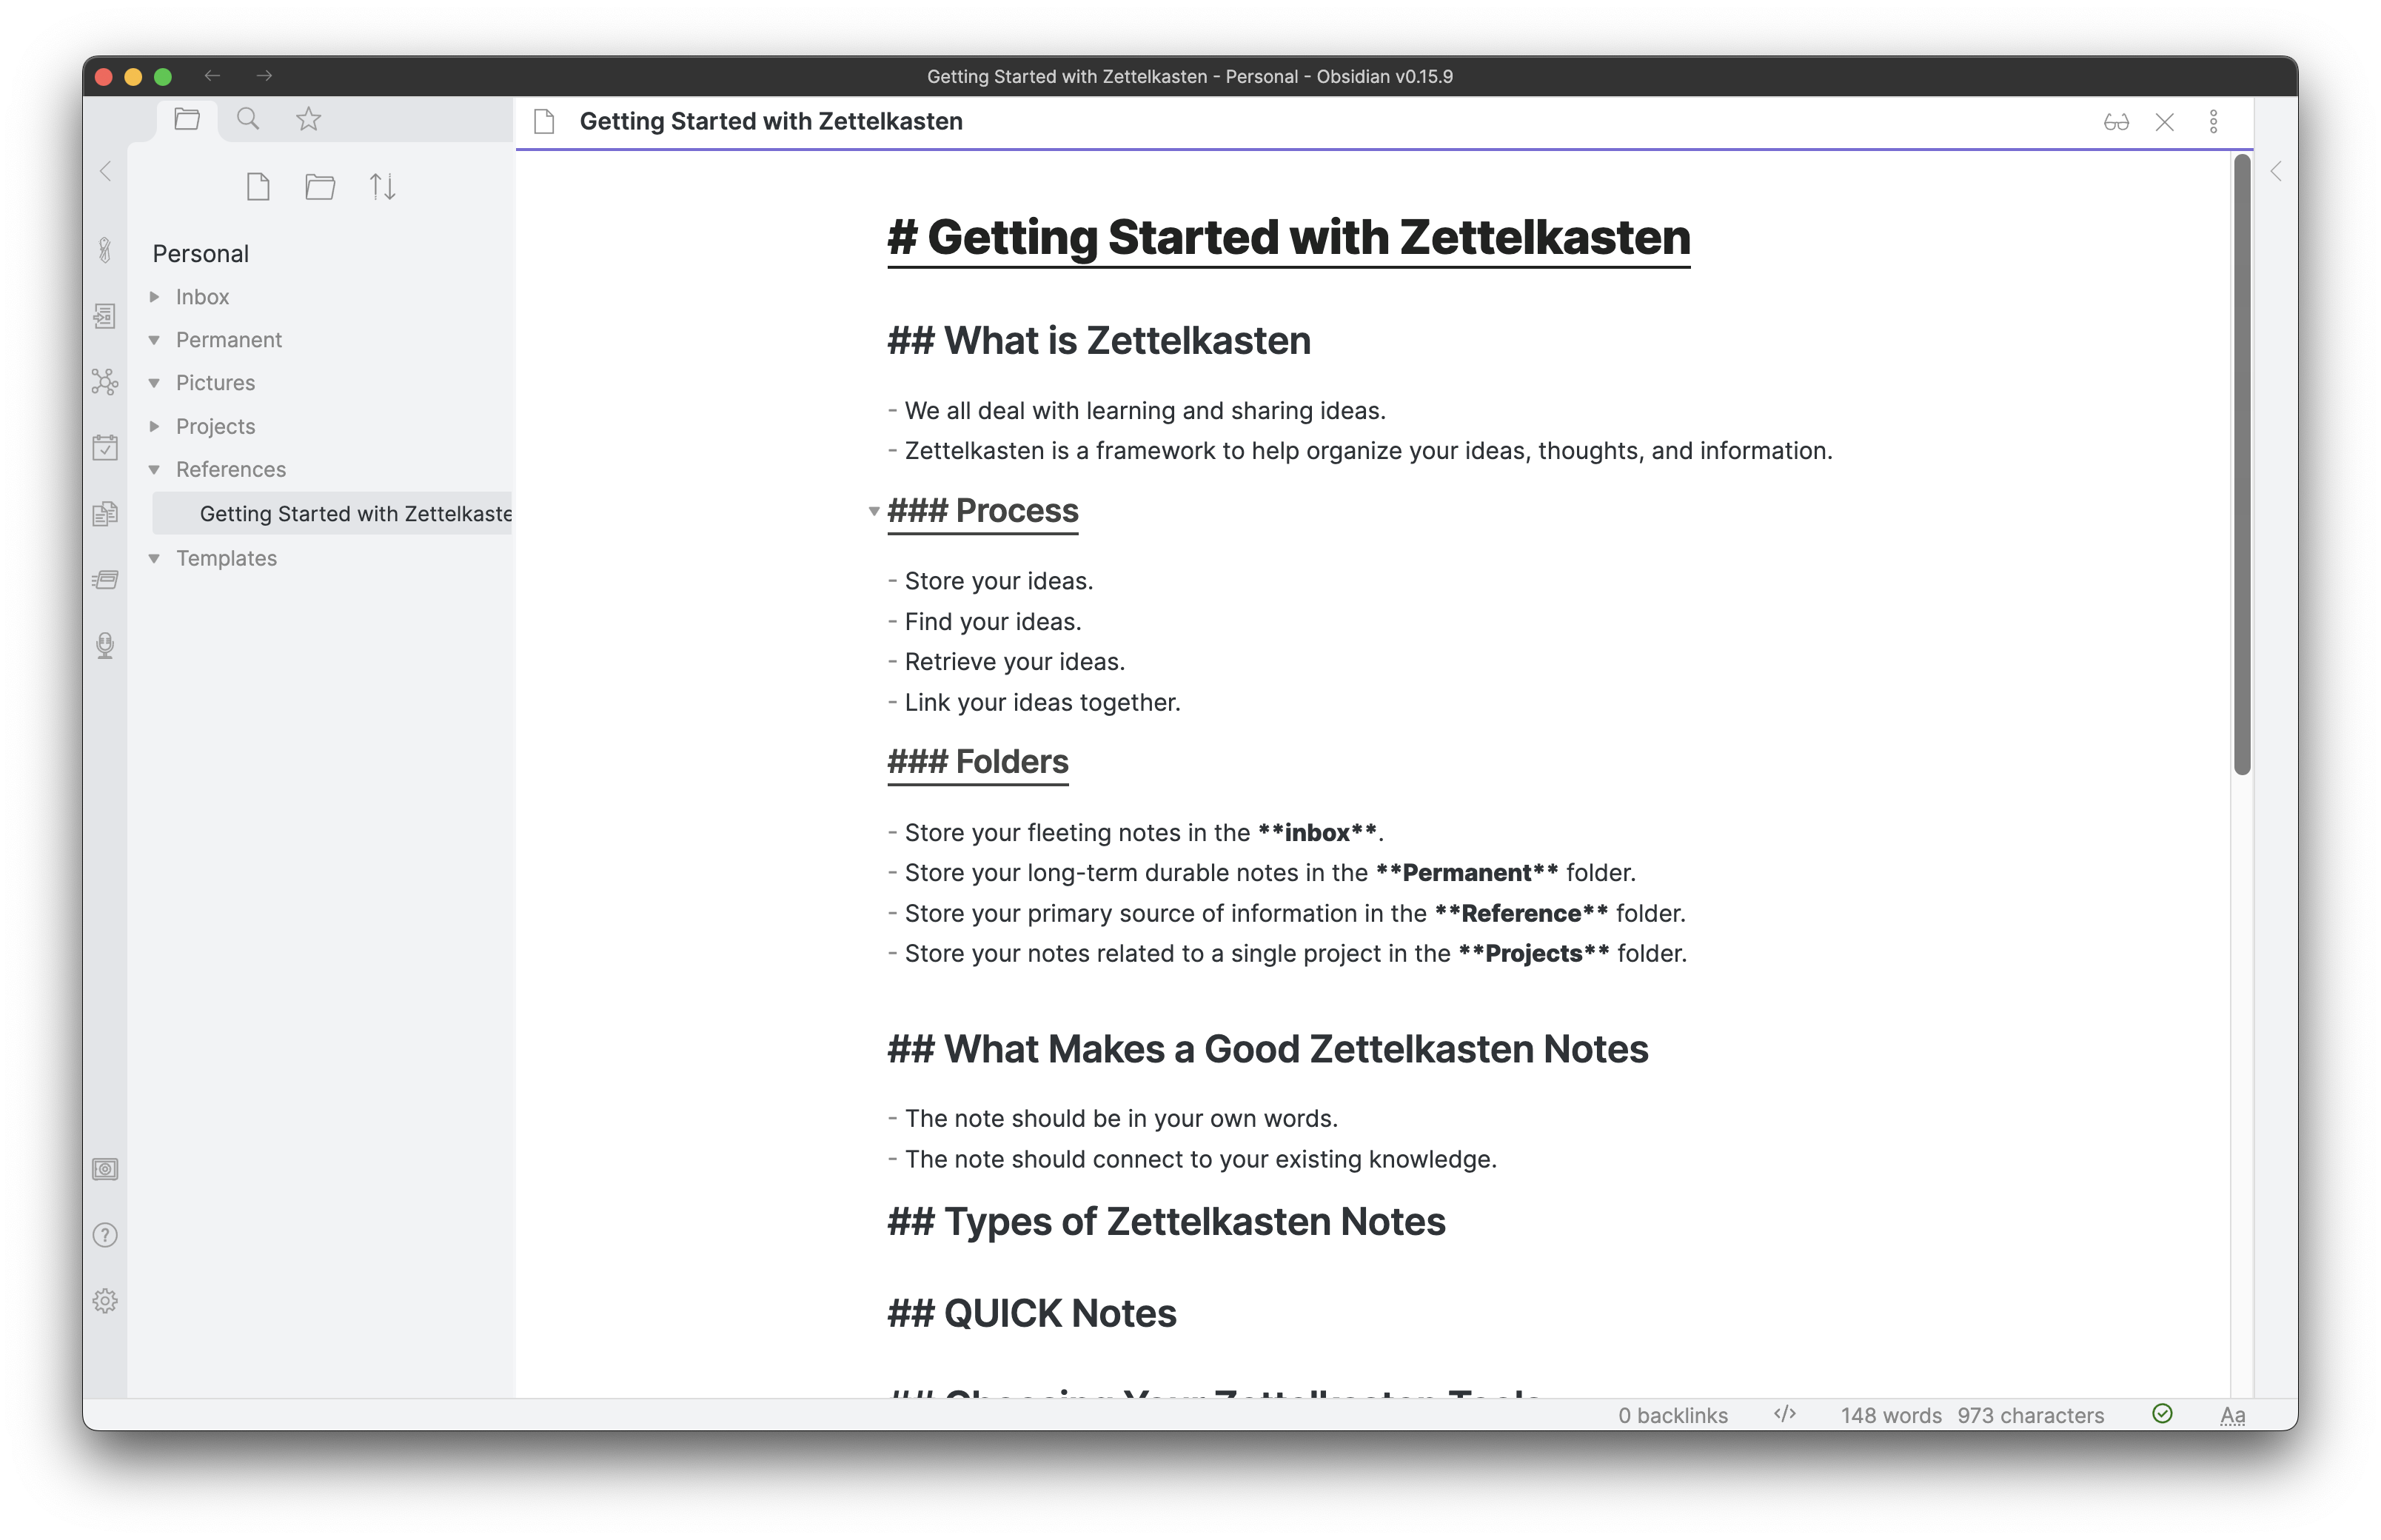 Getting Started with Zettelkasten - Personal - Obsidian v0.15.9
Getting Started with Zettelkasten
Personal
Inbox
Permanent
Pictures
Projects
References
Getting Started with Zettelkaste
Templates
# Getting Started with Zettelkasten
## What is Zettelkasten
- We all deal with learning and sharing ideas.
- Zettelkasten is a framework to help organize your ideas, thoughts, and information.
### Process
- Store your ideas.
- Find your ideas.
- Retrieve your ideas.
- Link your ideas together.
### Folders
- Store your fleeting notes in the **inbox**.
- Store your long-term durable notes in the **Permanent** folder.
- Store your primary source of information in the **Reference** folder.
- Store your notes related to a single project in the **Projects** folder.
## What Makes a Good Zettelkasten Notes
- The note should be in your own words.
- The note should connect to your existing knowledge.
## Types of Zettelkasten Notes
## QUICK Notes
## Choosing Your Zettelkasten Tools
0 backlinks </> 148 words 973 characters Aa